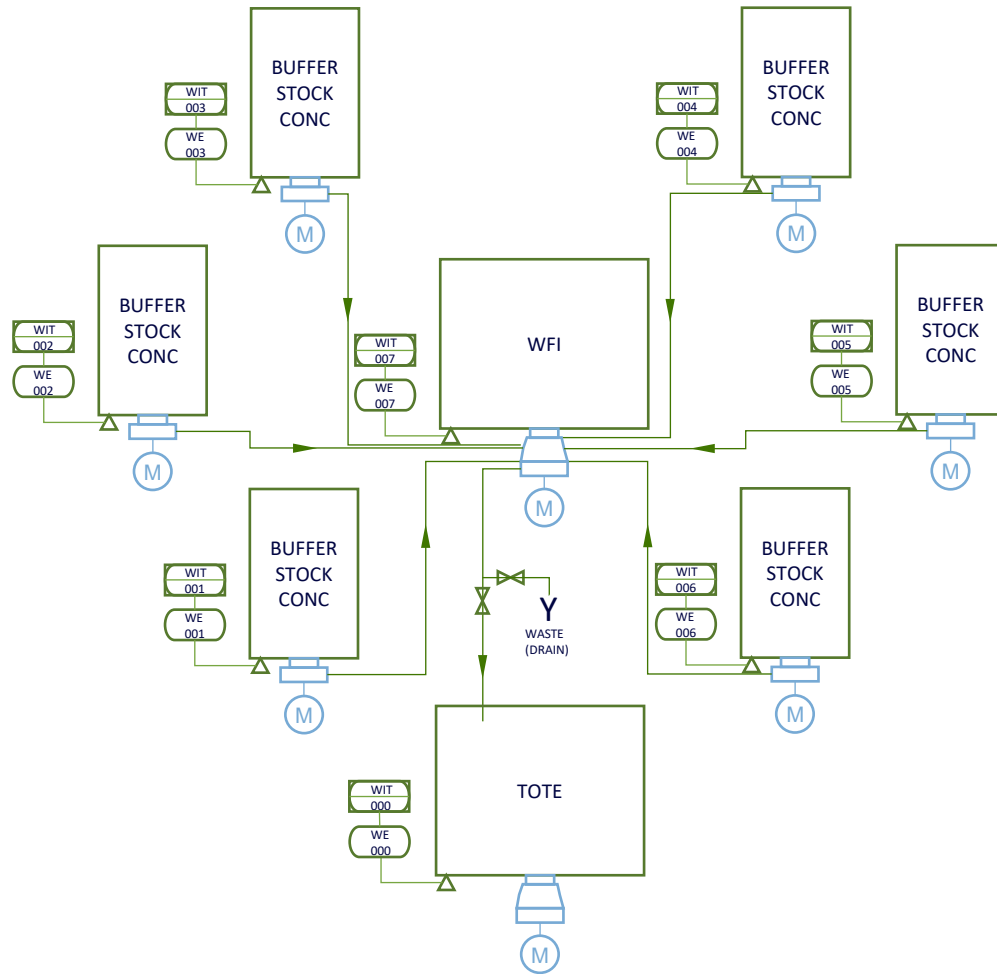 BUFFER
STOCK
CONC
WIT
003
WE
003
M
BUFFER
STOCK
CONC
WIT
004
WE
004
M
BUFFER
STOCK
CONC
WIT
002
WE
002
M
WFI
WIT
007
WE
007
M
BUFFER
STOCK
CONC
WIT
005
WE
005
M
BUFFER
STOCK
CONC
WIT
001
WE
001
M
Y
WASTE
(DRAIN)
BUFFER
STOCK
CONC
WIT
006
WE
006
M
TOTE
WIT
000
WE
000
M